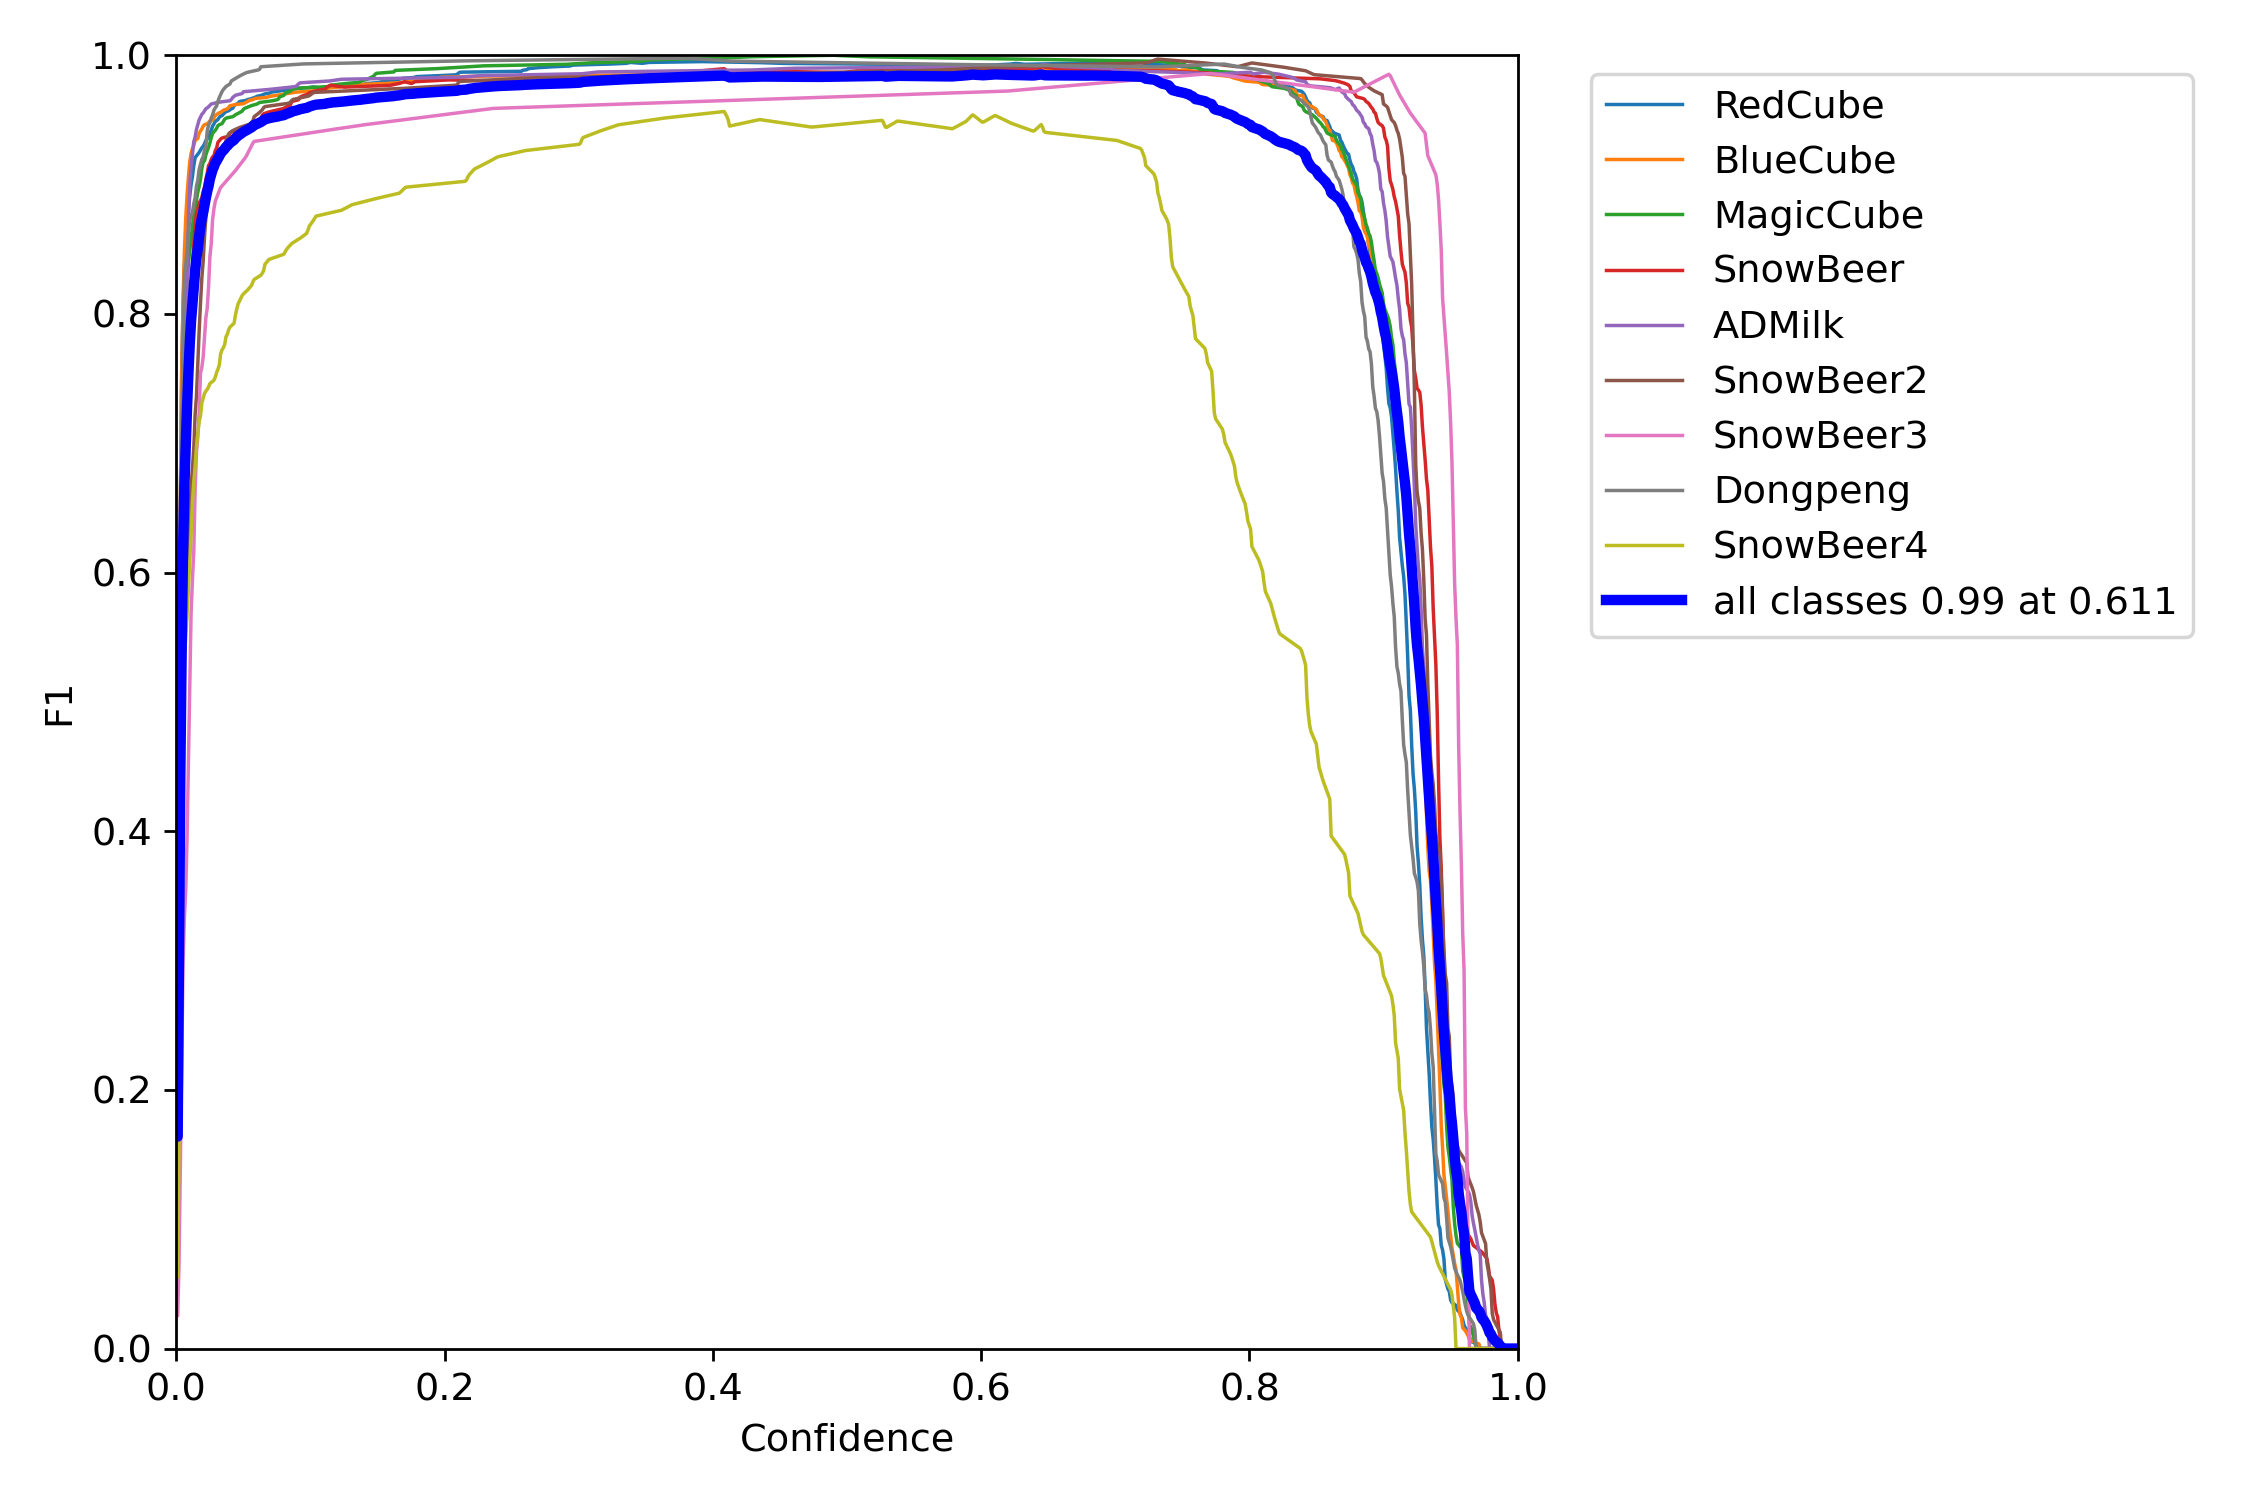 1.0
0.8
0.6
0.4
0.2
0.0
F1
0.0 0.2 0.4 0.6 0.8 1.0
Confidence
RedCube
BlueCube
MagicCube
SnowBeer
ADMilk
SnowBeer2
SnowBeer3
Dongpeng
SnowBeer4
all classes 0.99 at 0.611